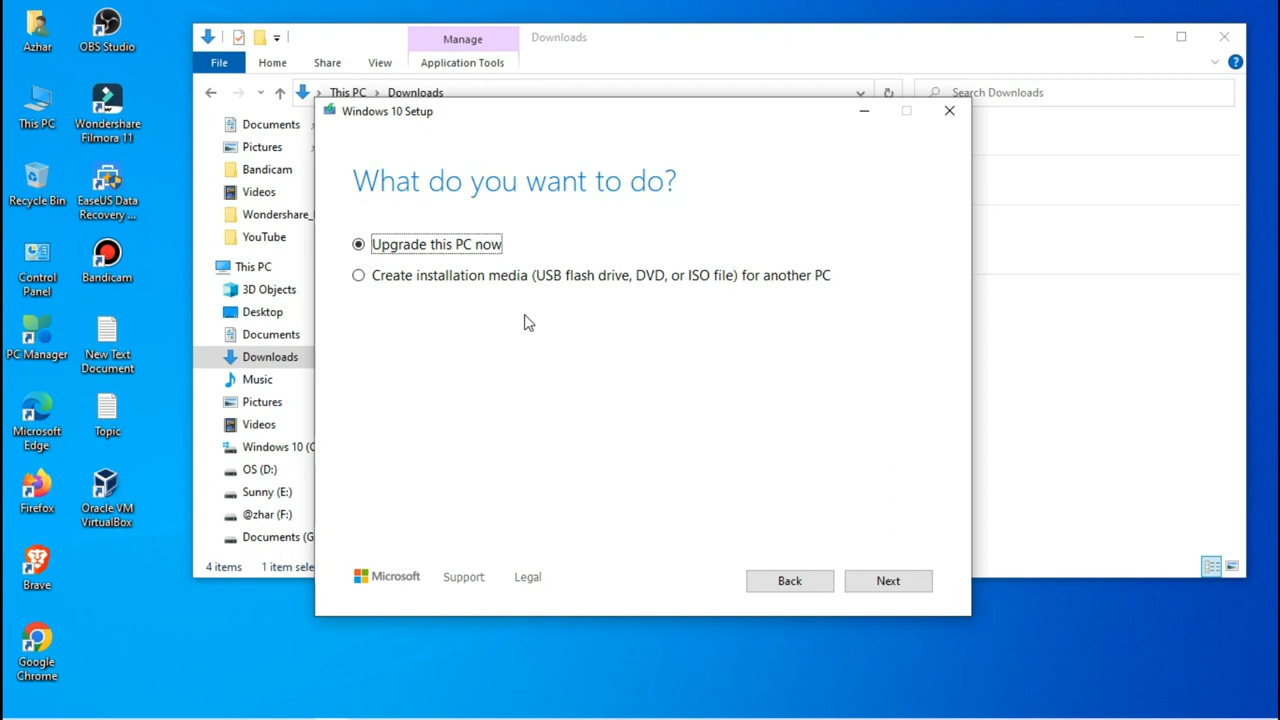 Azhar
OBS Studio
This PC
Wondershare
Filmora 11
Recycle Bin
EaseUS Data
Recovery ...
Control
Panel
Bandicam
PC Manager
New Text
Document
Microsoft
Edge
Topic
Firefox
Oracle VM
VirtualBox
Brave
Google
Chrome
Manage
Downloads
File
Home
Share
View
Application Tools
This PC
Downloads
Search Downloads
Documents
Pictures
Bandicam
Videos
Wondershare_
YouTube
This PC
3D Objects
Desktop
Documents
Downloads
Music
Pictures
Videos
Windows 10 (C
OS (D:)
Sunny (E:)
@zhar (F:)
Documents (G
4 items
1 item sele
Windows 10 Setup
What do you want to do?
Upgrade this PC now
Create installation media (USB flash drive, DVD, or ISO file) for another PC
Microsoft
Support
Legal
Back
Next